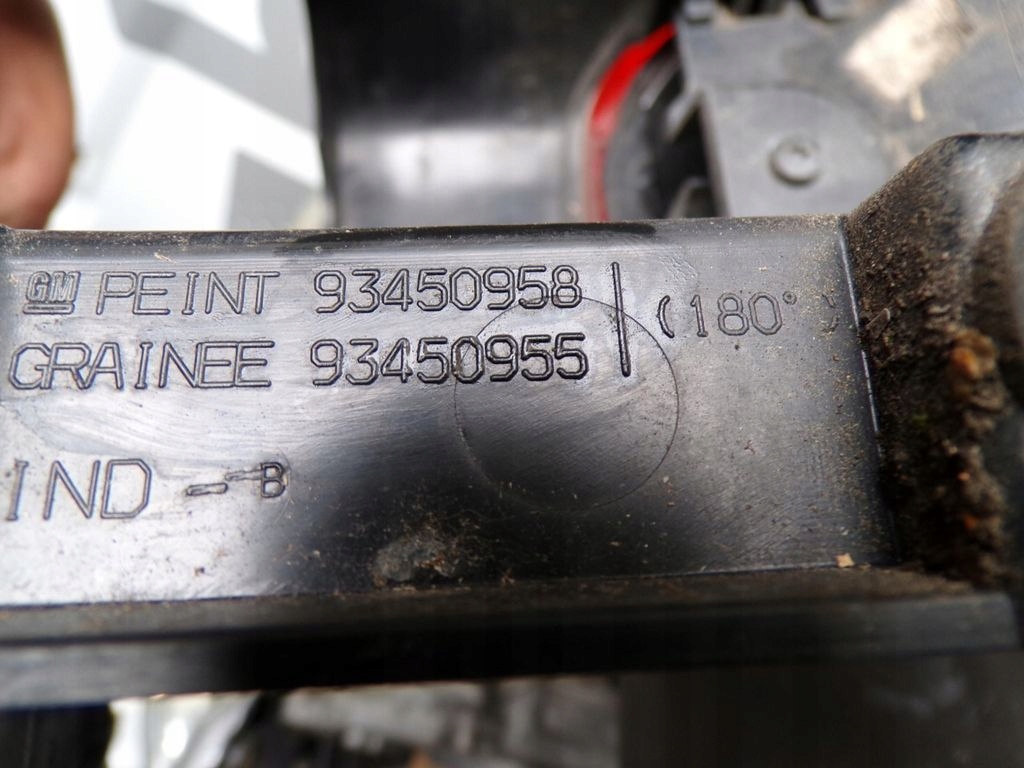 GM PEINT 93450958 | (180°)
GRAINEE 93450955
IND --B